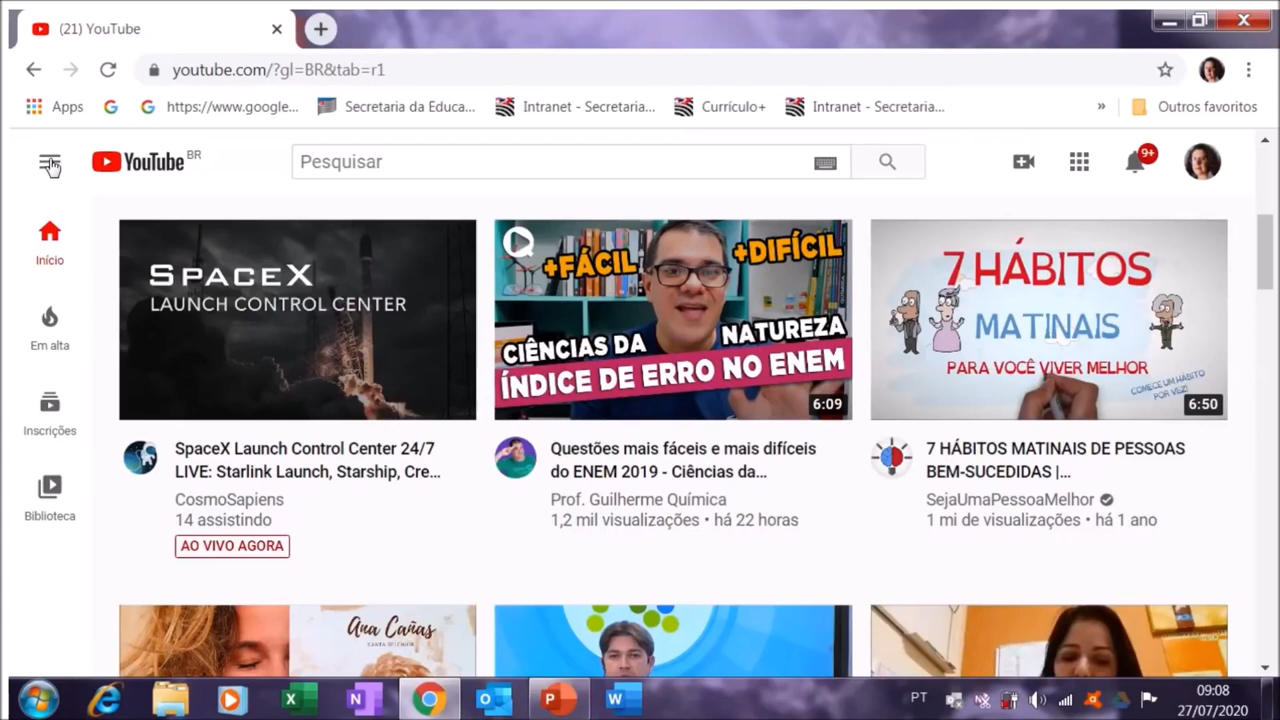 (21) YouTube
youtube.com/?gl=BR&tab=r1
Apps https://www.google... Secretaria da Educa... Intranet - Secretaria... Currículo+ Intranet - Secretaria... » Outros favoritos
YouTube BR
Pesquisar
9+
Início
Em alta
Inscrições
Biblioteca
SPACEX
LAUNCH CONTROL CENTER
SpaceX Launch Control Center 24/7
LIVE: Starlink Launch, Starship, Cre...
CosmoSapiens
14 assistindo
AO VIVO AGORA
+FÁCIL
+DIFÍCIL
CIÊNCIAS DA NATUREZA
ÍNDICE DE ERRO NO ENEM
6:09
Questões mais fáceis e mais difíceis
do ENEM 2019 - Ciências da...
Prof. Guilherme Química
1,2 mil visualizações • há 22 horas
7 HÁBITOS
MATINAIS
PARA VOCÊ VIVER MELHOR
COMECE UM HÁBITO
POR VEZ!
6:50
7 HÁBITOS MATINAIS DE PESSOAS
BEM-SUCEDIDAS |...
SejaUmaPessoaMelhor
1 mi de visualizações • há 1 ano
Ana Cañas
PT
09:08
27/07/2020